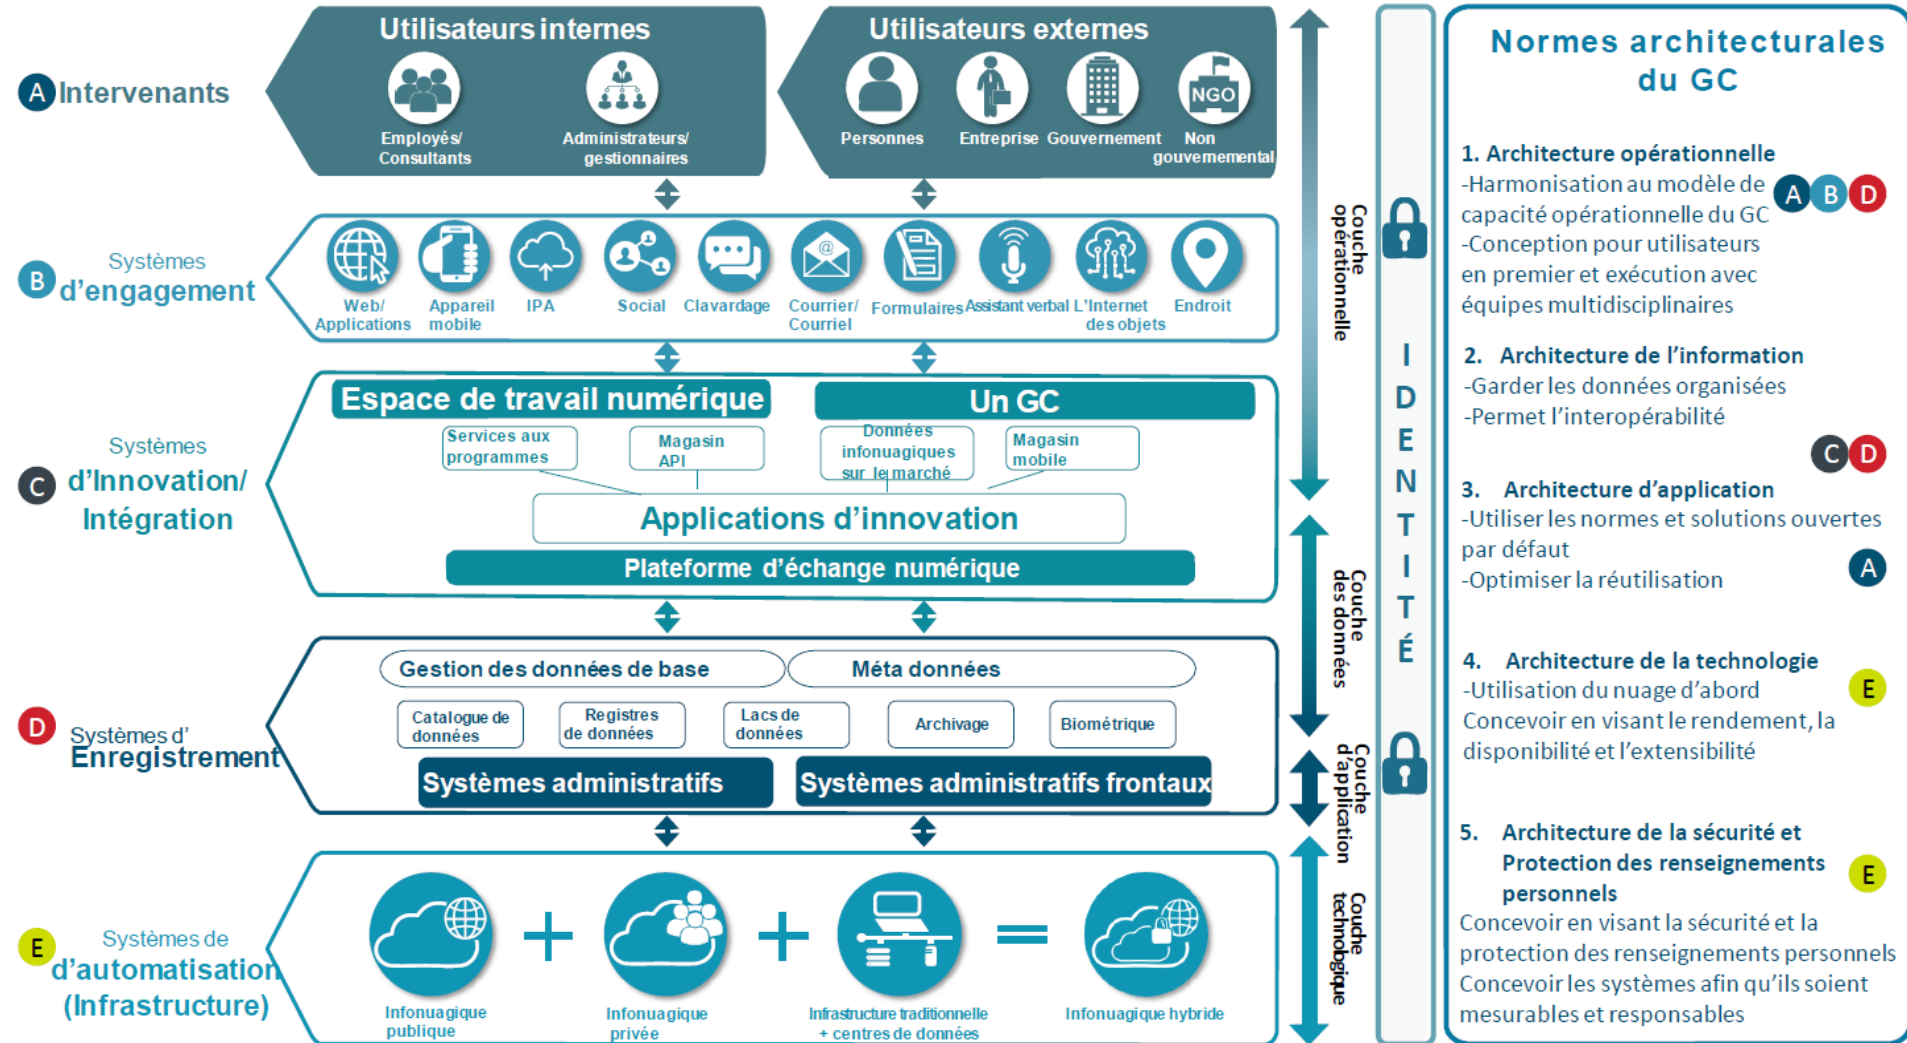 A Intervenants
Utilisateurs internes
Employés/
Consultants
Administrateurs/
gestionnaires
Utilisateurs externes
Personnes
Entreprise
Gouvernement
NGO
Non
gouvernemental
B
Systèmes
d'engagement
Web/
Applications
Appareil
mobile
IPA
Social
Clavardage
@
Courrier/
Courriel
Formulaires
Assistant verbal
L'Internet
des objets
Endroit
C
Systèmes
d'Innovation/
Intégration
Espace de travail numérique
Un GC
Services aux
programmes
Magasin
API
Données
infonuagiques
sur le marché
Magasin
mobile
Applications d'innovation
Plateforme d'échange numérique
D
Systèmes d'
Enregistrement
Gestion des données de base
Méta données
Catalogue de
données
Registres
de données
Lacs de
données
Archivage
Biométrique
Systèmes administratifs
Systèmes administratifs frontaux
E
Systèmes de
d'automatisation
(Infrastructure)
+
+
=
Infonuagique
publique
Infonuagique
privée
Infrastructure traditionnelle
+ centres de données
Infonuagique hybride
Couche
opérationnelle
Couche
des données
Couche
d'application
Couche
technologique
IDENTITÉ
Normes architecturales
du GC
1. Architecture opérationnelle
-Harmonisation au modèle de
capacité opérationnelle du GC
A B D
-Conception pour utilisateurs
en premier et exécution avec
équipes multidisciplinaires
2. Architecture de l'information
-Garder les données organisées
-Permet l'interopérabilité
C D
3. Architecture d'application
-Utiliser les normes et solutions ouvertes
par défaut
A
-Optimiser la réutilisation
4. Architecture de la technologie
-Utilisation du nuage d'abord
E
Concevoir en visant le rendement, la
disponibilité et l'extensibilité
5. Architecture de la sécurité et
Protection des renseignements
personnels
E
Concevoir en visant la sécurité et la
protection des renseignements personnels
Concevoir les systèmes afin qu'ils soient
mesurables et responsables